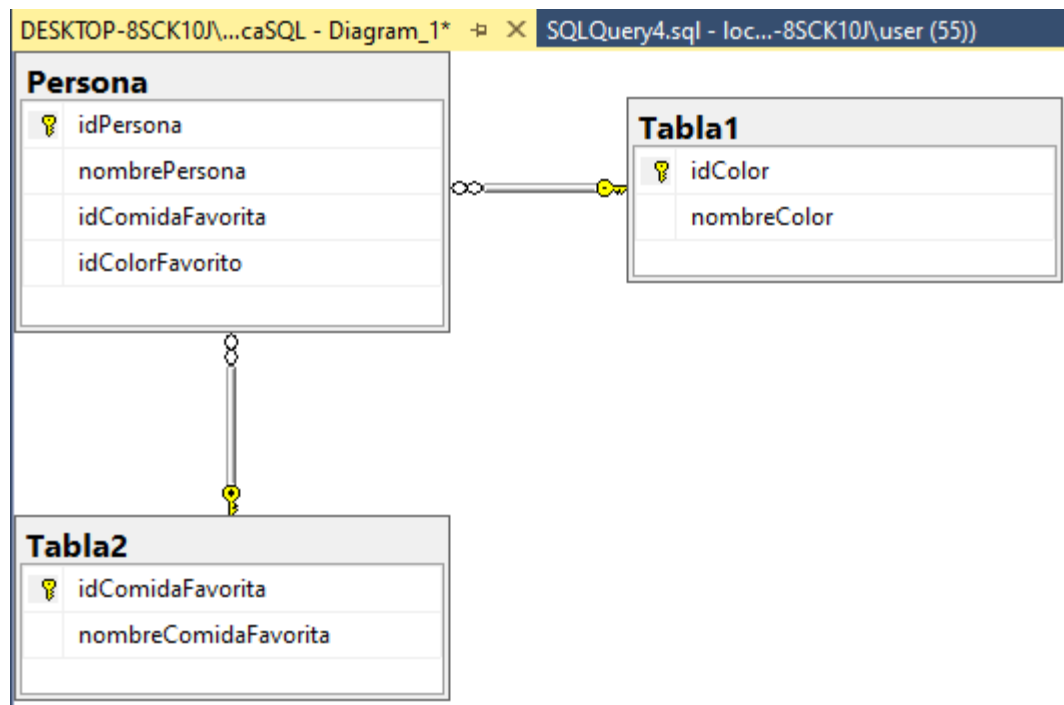 DESKTOP-8SCK10J\...caSQL - Diagram_1*
SQLQuery4.sql - loc...-8SCK10J\user (55))
Persona
idPersona
nombrePersona
idComidaFavorita
idColorFavorito
Tabla1
idColor
nombreColor
Tabla2
idComidaFavorita
nombreComidaFavorita